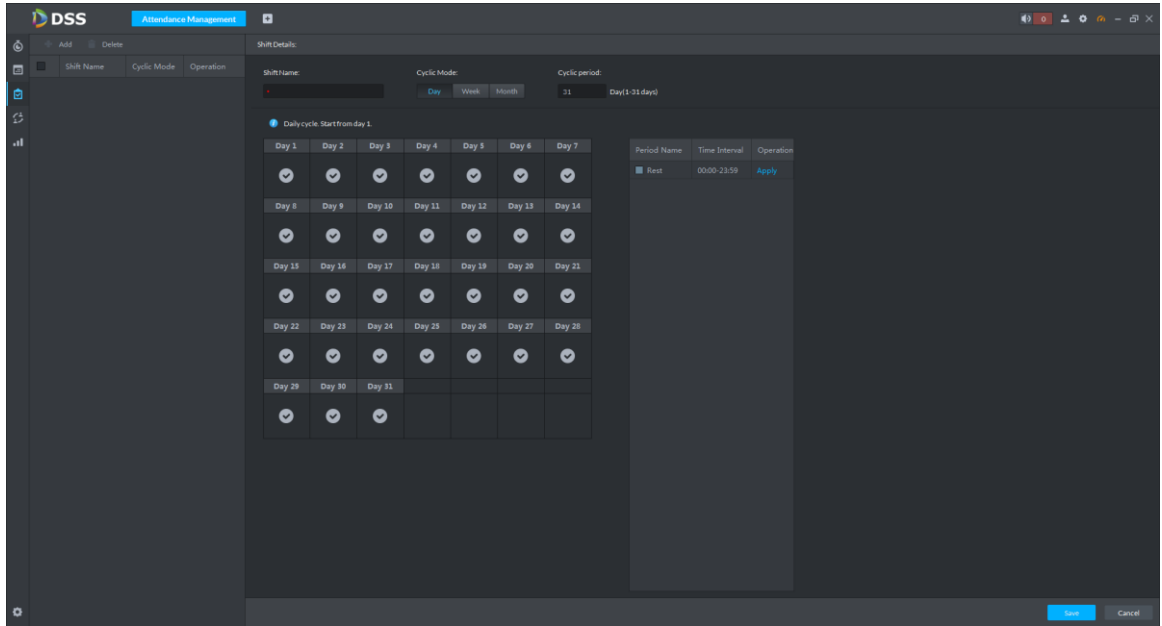 DSS Attendance Management 0
Add Delete
Shift Name Cyclic Mode Operation
Shift Details:
Shift Name: Cyclic Mode: Cyclic period:
* Day Week Month 31 Day(1-31 days)
Daily cycle. Start from day 1.
Day 1 Day 2 Day 3 Day 4 Day 5 Day 6 Day 7
Day 8 Day 9 Day 10 Day 11 Day 12 Day 13 Day 14
Day 15 Day 16 Day 17 Day 18 Day 19 Day 20 Day 21
Day 22 Day 23 Day 24 Day 25 Day 26 Day 27 Day 28
Day 29 Day 30 Day 31
Period Name Time Interval Operation
Rest 00:00-23:59 Apply
Save Cancel